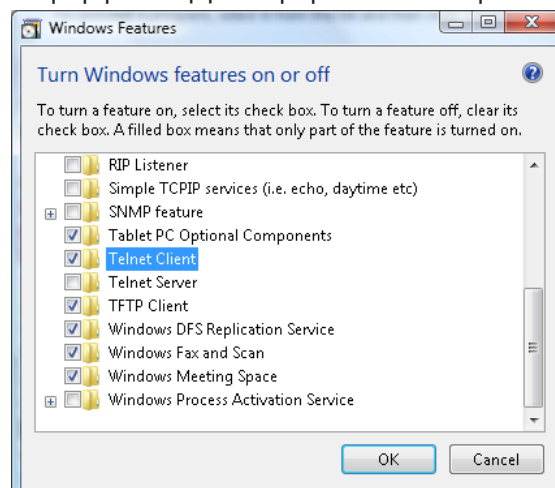 Windows Features
Turn Windows features on or off
To turn a feature on, select its check box. To turn a feature off, clear its
check box. A filled box means that only part of the feature is turned on.
RIP Listener
Simple TCPIP services (i.e. echo, daytime etc)
SNMP feature
Tablet PC Optional Components
Telnet Client
Telnet Server
TFTP Client
Windows DFS Replication Service
Windows Fax and Scan
Windows Meeting Space
Windows Process Activation Service
OK
Cancel